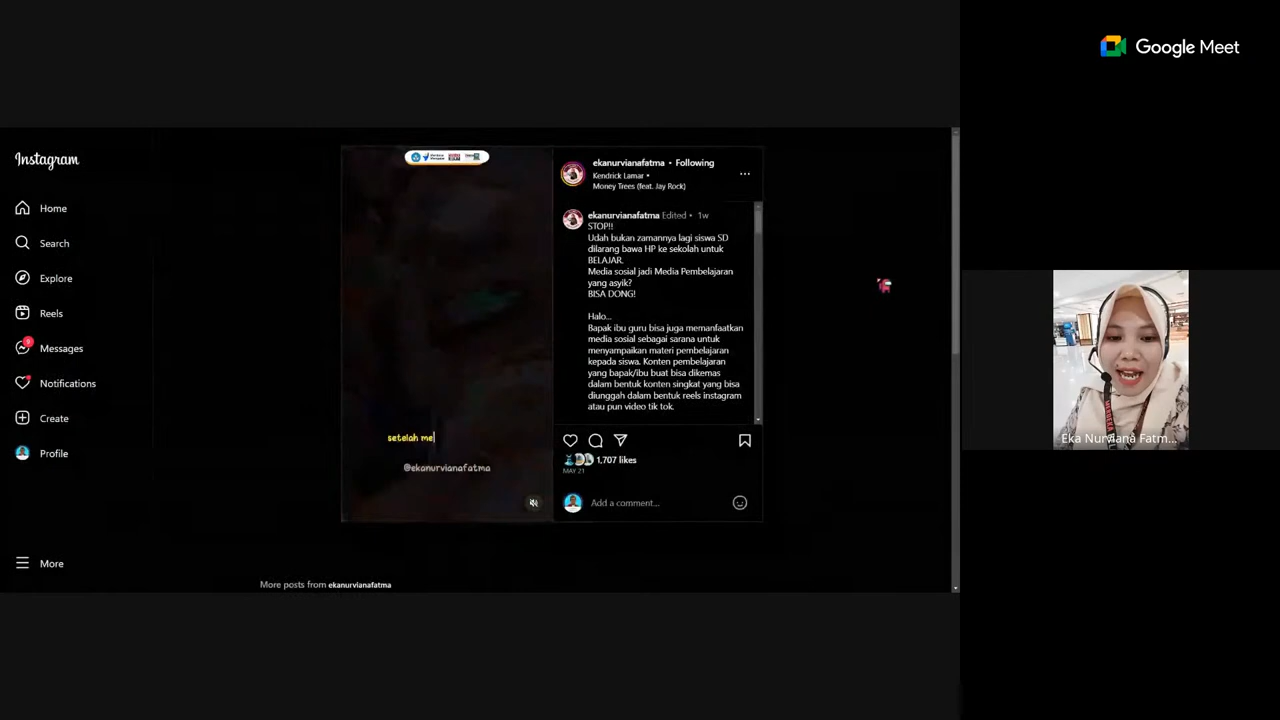 Google Meet
Instagram
Home
Search
Explore
Reels
Messages
Notifications
Create
Profile
More
setelah me
@ekanurvianafatma
ekanurvianafatma • Following
Kendrick Lamar •
Money Trees (feat. Jay Rock)
ekanurvianafatma Edited • 1w
STOP!!
Udah bukan zamannya lagi siswa SD
dilarang bawa HP ke sekolah untuk
BELAJAR.
Media sosial jadi Media Pembelajaran
yang asyik?
BISA DONG!
Halo...
Bapak ibu guru bisa juga memanfaatkan
media sosial sebagai sarana untuk
menyampaikan materi pembelajaran
kepada siswa. Konten pembelajaran
yang bapak/ibu buat bisa dikemas
dalam bentuk konten singkat yang bisa
diunggah dalam bentuk reels instagram
atau pun video tik tok.
1,707 likes
MAY 21
Add a comment...
More posts from ekanurvianafatma
Eka Nurviana Fatm...